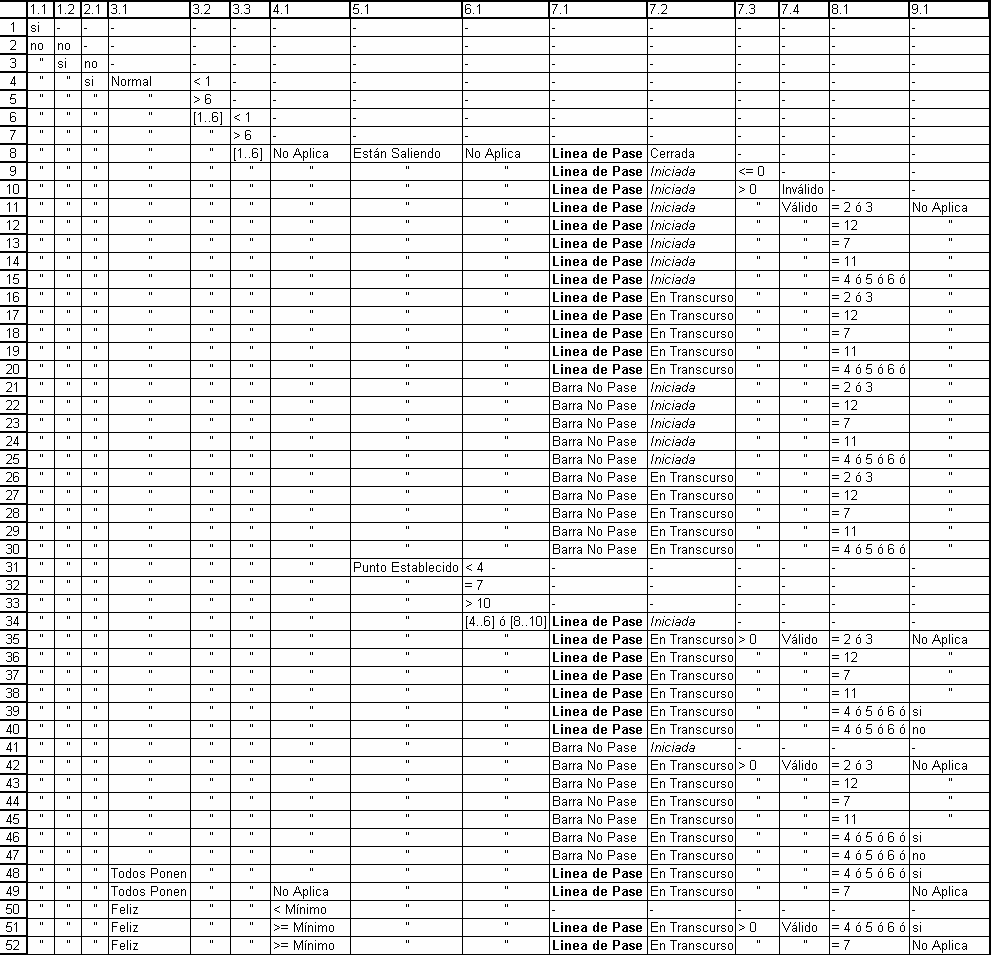 1.1 1.2 2.1 3.1 3.2 3.3 4.1 5.1 6.1 7.1 7.2 7.3 7.4 8.1 9.1
1 si - - - - - - - - - - - - - -
2 no no - - - - - - - - - - - - -
3 " si no - - - - - - - - - - - -
4 " " si Normal < 1 - - - - - - - - - -
5 " " " " > 6 - - - - - - - - - -
6 " " " " [1..6] < 1 - - - - - - - - -
7 " " " " " > 6 - - - - - - - - -
8 " " " " " [1..6] No Aplica Están Saliendo No Aplica Linea de Pase Cerrada - - - -
9 " " " " " " " " " Linea de Pase Iniciada <= 0 - - -
10 " " " " " " " " " Linea de Pase Iniciada > 0 Inválido - -
11 " " " " " " " " " Linea de Pase Iniciada " Válido = 2 ó 3 No Aplica
12 " " " " " " " " " Linea de Pase Iniciada " " = 12 "
13 " " " " " " " " " Linea de Pase Iniciada " " = 7 "
14 " " " " " " " " " Linea de Pase Iniciada " " = 11 "
15 " " " " " " " " " Linea de Pase Iniciada " " = 4 ó 5 ó 6 ó "
16 " " " " " " " " " Linea de Pase En Transcurso " " = 2 ó 3 "
17 " " " " " " " " " Linea de Pase En Transcurso " " = 12 "
18 " " " " " " " " " Linea de Pase En Transcurso " " = 7 "
19 " " " " " " " " " Linea de Pase En Transcurso " " = 11 "
20 " " " " " " " " " Linea de Pase En Transcurso " " = 4 ó 5 ó 6 ó "
21 " " " " " " " " " Barra No Pase Iniciada " " = 2 ó 3 "
22 " " " " " " " " " Barra No Pase Iniciada " " = 12 "
23 " " " " " " " " " Barra No Pase Iniciada " " = 7 "
24 " " " " " " " " " Barra No Pase Iniciada " " = 11 "
25 " " " " " " " " " Barra No Pase Iniciada " " = 4 ó 5 ó 6 ó "
26 " " " " " " " " " Barra No Pase En Transcurso " " = 2 ó 3 "
27 " " " " " " " " " Barra No Pase En Transcurso " " = 12 "
28 " " " " " " " " " Barra No Pase En Transcurso " " = 7 "
29 " " " " " " " " " Barra No Pase En Transcurso " " = 11 "
30 " " " " " " " " " Barra No Pase En Transcurso " " = 4 ó 5 ó 6 ó "
31 " " " " " " " Punto Establecido < 4 - - - - - -
32 " " " " " " " " = 7 - - - - - -
33 " " " " " " " " > 10 - - - - - -
34 " " " " " " " " [4..6] ó [8..10] Linea de Pase Iniciada - - - -
35 " " " " " " " " " Linea de Pase En Transcurso > 0 Válido = 2 ó 3 No Aplica
36 " " " " " " " " " Linea de Pase En Transcurso " " = 12 "
37 " " " " " " " " " Linea de Pase En Transcurso " " = 7 "
38 " " " " " " " " " Linea de Pase En Transcurso " " = 11 "
39 " " " " " " " " " Linea de Pase En Transcurso " " = 4 ó 5 ó 6 ó si
40 " " " " " " " " " Linea de Pase En Transcurso " " = 4 ó 5 ó 6 ó no
41 " " " " " " " " " Barra No Pase Iniciada - - - -
42 " " " " " " " " " Barra No Pase En Transcurso > 0 Válido = 2 ó 3 No Aplica
43 " " " " " " " " " Barra No Pase En Transcurso " " = 12 "
44 " " " " " " " " " Barra No Pase En Transcurso " " = 7 "
45 " " " " " " " " " Barra No Pase En Transcurso " " = 11 "
46 " " " " " " " " " Barra No Pase En Transcurso " " = 4 ó 5 ó 6 ó si
47 " " " " " " " " " Barra No Pase En Transcurso " " = 4 ó 5 ó 6 ó no
48 " " " Todos Ponen " " " " " Linea de Pase En Transcurso " " = 4 ó 5 ó 6 ó si
49 " " " Todos Ponen " " No Aplica " " Linea de Pase En Transcurso " " = 7 No Aplica
50 " " " Feliz " " < Mínimo " " - - - - - -
51 " " " Feliz " " >= Mínimo " " Linea de Pase En Transcurso > 0 Válido = 4 ó 5 ó 6 ó si
52 " " " Feliz " " >= Mínimo " " Linea de Pase En Transcurso " " = 7 No Aplica